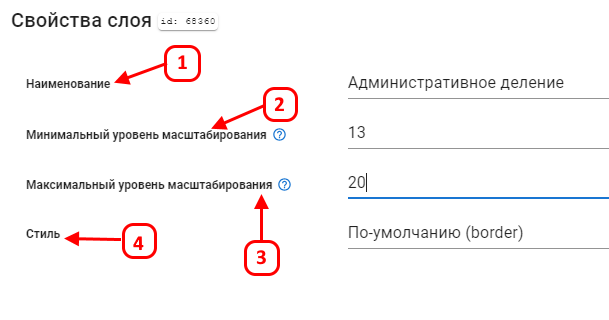 Свойства слоя id: 68360
1
Наименование Административное деление
2
Минимальный уровень масштабирования ? 13
Максимальный уровень масштабирования ? 20
Стиль По-умолчанию (border)
4
3